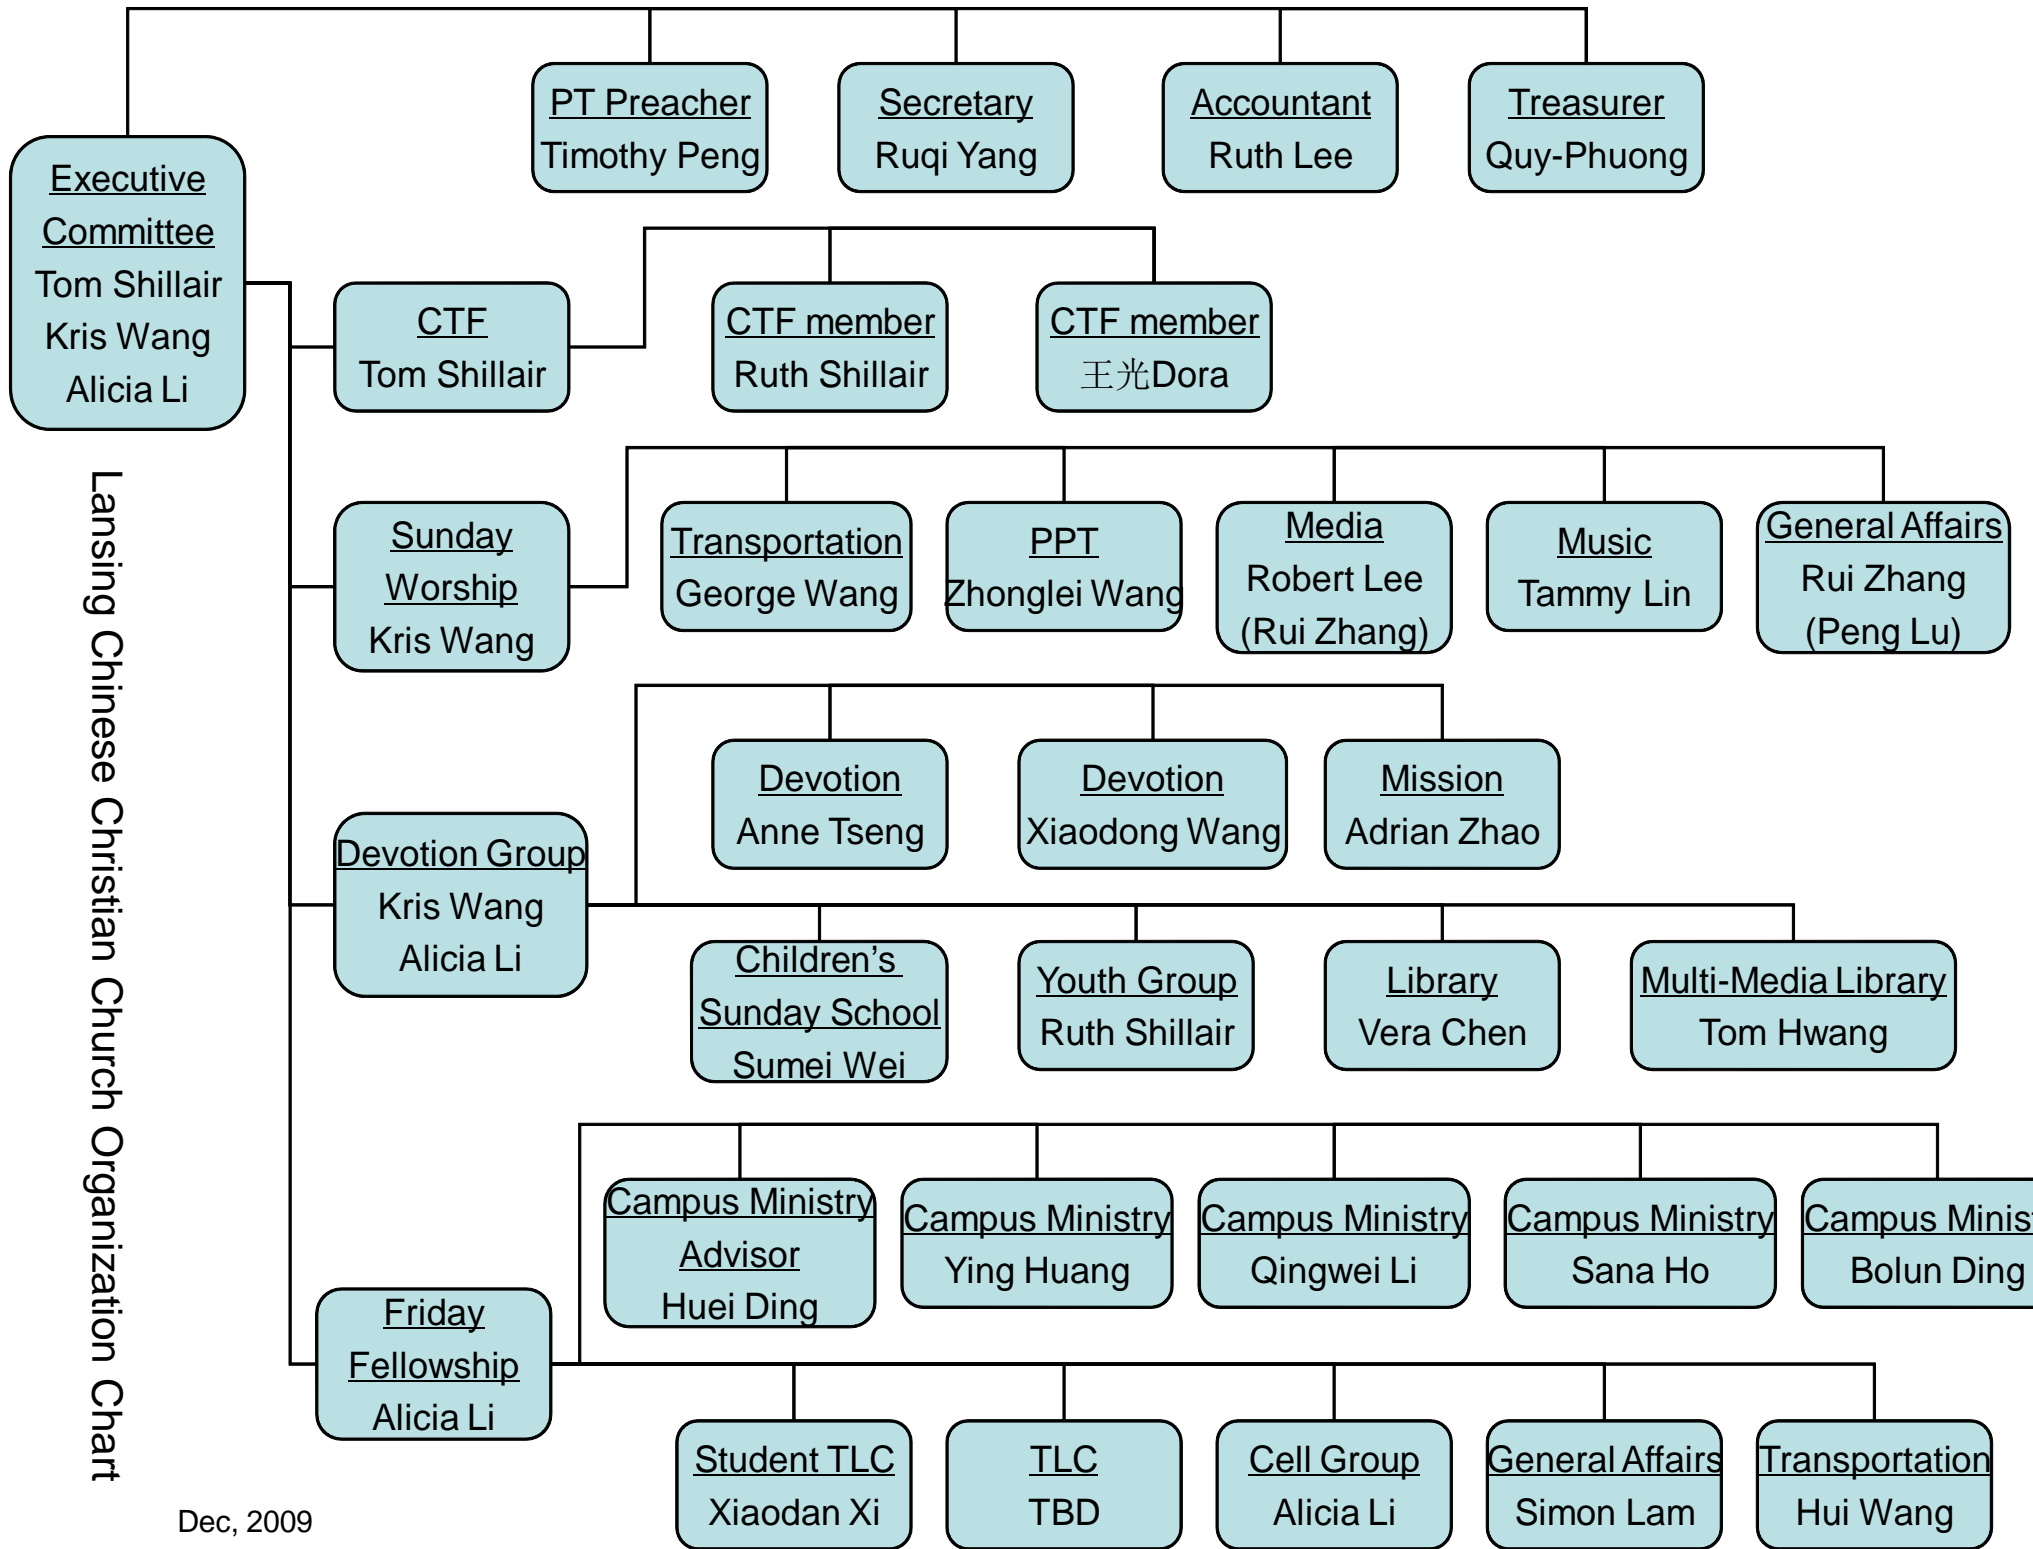 PT Preacher
Timothy Peng
Secretary
Ruqi Yang
Accountant
Ruth Lee
Treasurer
Quy-Phuong
Executive
Committee
Tom Shillair
Kris Wang
Alicia Li
CTF
Tom Shillair
CTF member
Ruth Shillair
CTF member
王光Dora
Sunday
Worship
Kris Wang
Transportation
George Wang
PPT
Zhonglei Wang
Media
Robert Lee
(Rui Zhang)
Music
Tammy Lin
General Affairs
Rui Zhang
(Peng Lu)
Devotion Group
Kris Wang
Alicia Li
Devotion
Anne Tseng
Devotion
Xiaodong Wang
Mission
Adrian Zhao
Children’s
Sunday School
Sumei Wei
Youth Group
Ruth Shillair
Library
Vera Chen
Multi-Media Library
Tom Hwang
Friday
Fellowship
Alicia Li
Campus Ministry
Advisor
Huei Ding
Campus Ministry
Ying Huang
Campus Ministry
Qingwei Li
Campus Ministry
Sana Ho
Campus Minist
Bolun Ding
Student TLC
Xiaodan Xi
TLC
TBD
Cell Group
Alicia Li
General Affairs
Simon Lam
Transportation
Hui Wang
Lansing Chinese Christian Church Organization Chart
Dec, 2009